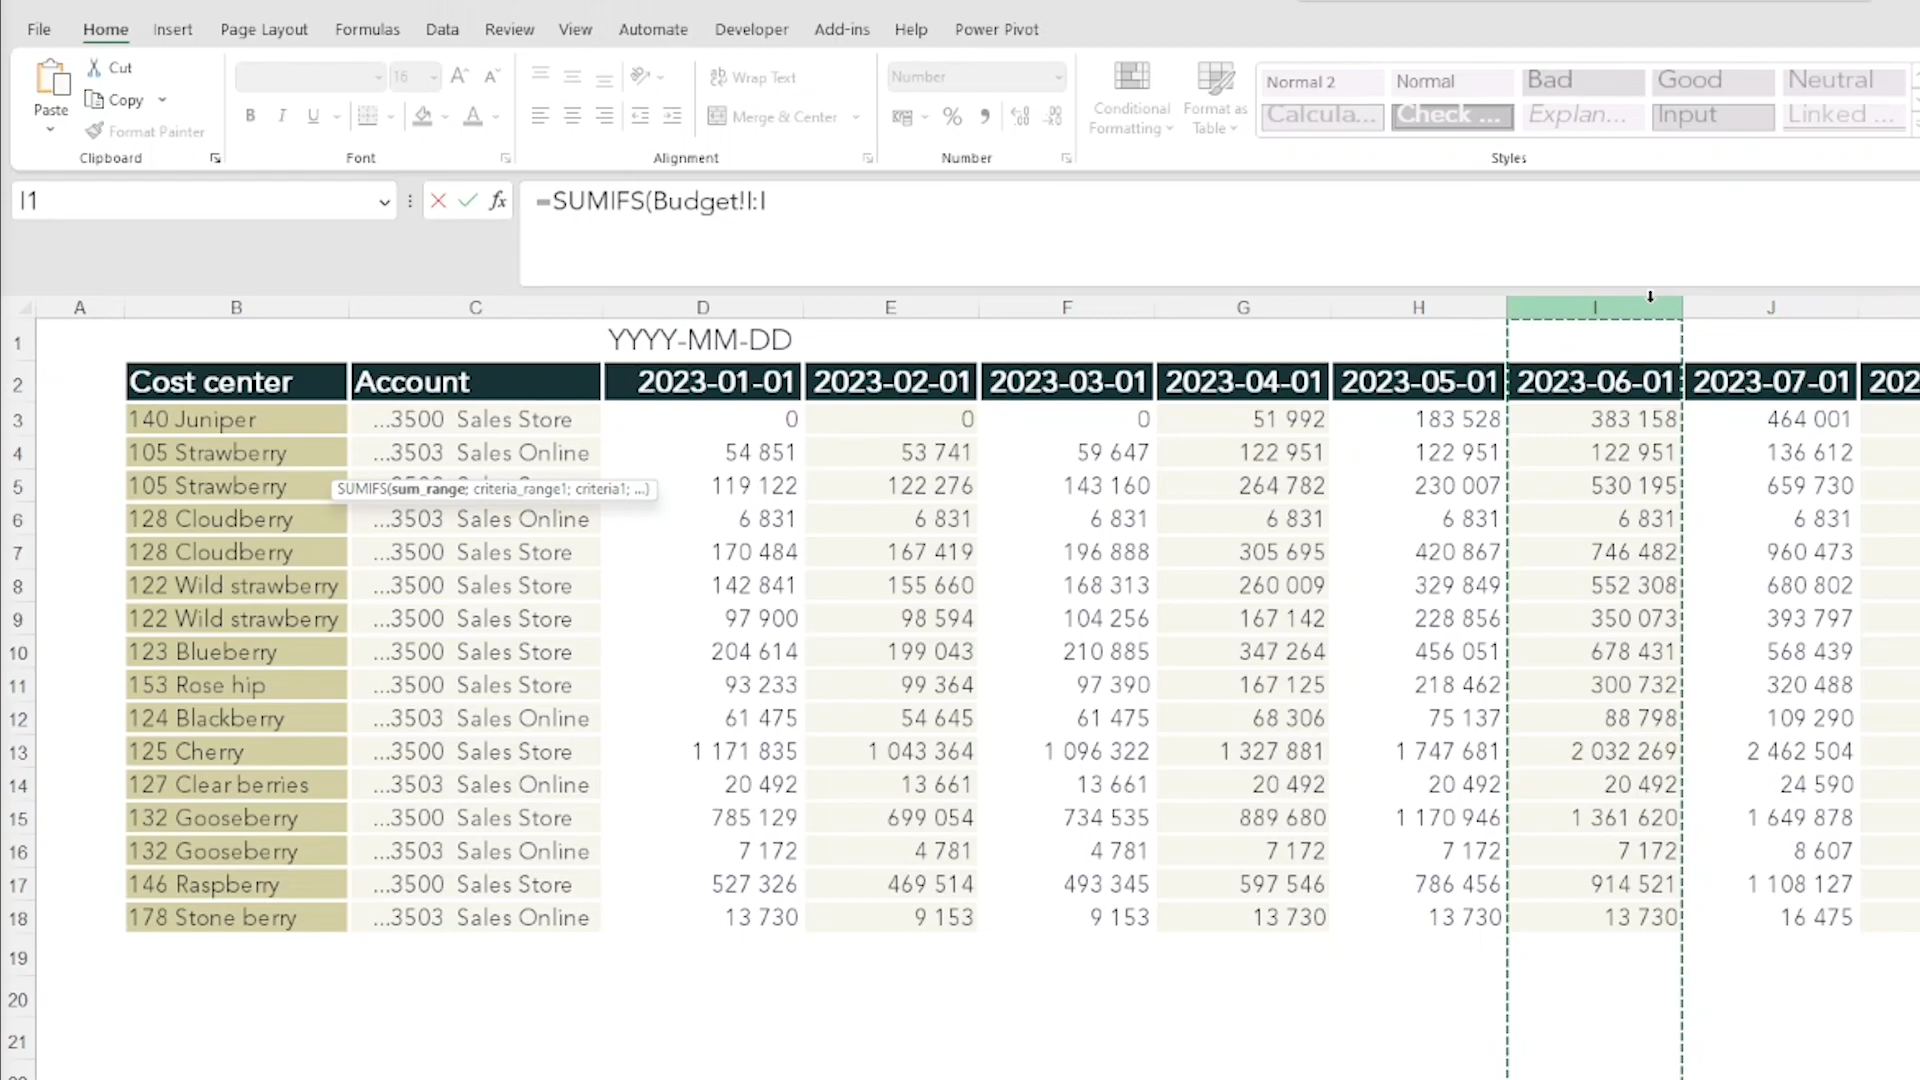 File Home Insert Page Layout Formulas Data Review View Automate Developer Add-ins Help Power Pivot
Paste
Cut
Copy
Format Painter
Clipboard
16
B I U
Font
Wrap Text
Merge & Center
Alignment
Number
%
Number
Conditional Formatting
Format as Table
Normal 2 Normal Bad Good Neutral
Calcula... Check ... Explan... Input Linked ...
Styles
I1
fx
=SUMIFS(Budget!I:I
A B C D E F G H I J
1 YYYY-MM-DD
2 Cost center Account 2023-01-01 2023-02-01 2023-03-01 2023-04-01 2023-05-01 2023-06-01 2023-07-01 202
3 140 Juniper ...3500 Sales Store 0 0 0 51 992 183 528 383 158 464 001
4 105 Strawberry ...3503 Sales Online 54 851 53 741 59 647 122 951 122 951 122 951 136 612
5 105 Strawberry 119 122 122 276 143 160 264 782 230 007 530 195 659 730
SUMIFS(sum_range; criteria_range1; criteria1; ...)
6 128 Cloudberry ...3503 Sales Online 6 831 6 831 6 831 6 831 6 831 6 831 6 831
7 128 Cloudberry ...3500 Sales Store 170 484 167 419 196 888 305 695 420 867 746 482 960 473
8 122 Wild strawberry ...3500 Sales Store 142 841 155 660 168 313 260 009 329 849 552 308 680 802
9 122 Wild strawberry ...3500 Sales Store 97 900 98 594 104 256 167 142 228 856 350 073 393 797
10 123 Blueberry ...3500 Sales Store 204 614 199 043 210 885 347 264 456 051 678 431 568 439
11 153 Rose hip ...3500 Sales Store 93 233 99 364 97 390 167 125 218 462 300 732 320 488
12 124 Blackberry ...3503 Sales Online 61 475 54 645 61 475 68 306 75 137 88 798 109 290
13 125 Cherry ...3500 Sales Store 1 171 835 1 043 364 1 096 322 1 327 881 1 747 681 2 032 269 2 462 504
14 127 Clear berries ...3503 Sales Online 20 492 13 661 13 661 20 492 20 492 20 492 24 590
15 132 Gooseberry ...3500 Sales Store 785 129 699 054 734 535 889 680 1 170 946 1 361 620 1 649 878
16 132 Gooseberry ...3503 Sales Online 7 172 4 781 4 781 7 172 7 172 7 172 8 607
17 146 Raspberry ...3500 Sales Store 527 326 469 514 493 345 597 546 786 456 914 521 1 108 127
18 178 Stone berry ...3503 Sales Online 13 730 9 153 9 153 13 730 13 730 13 730 16 475
19
20
21